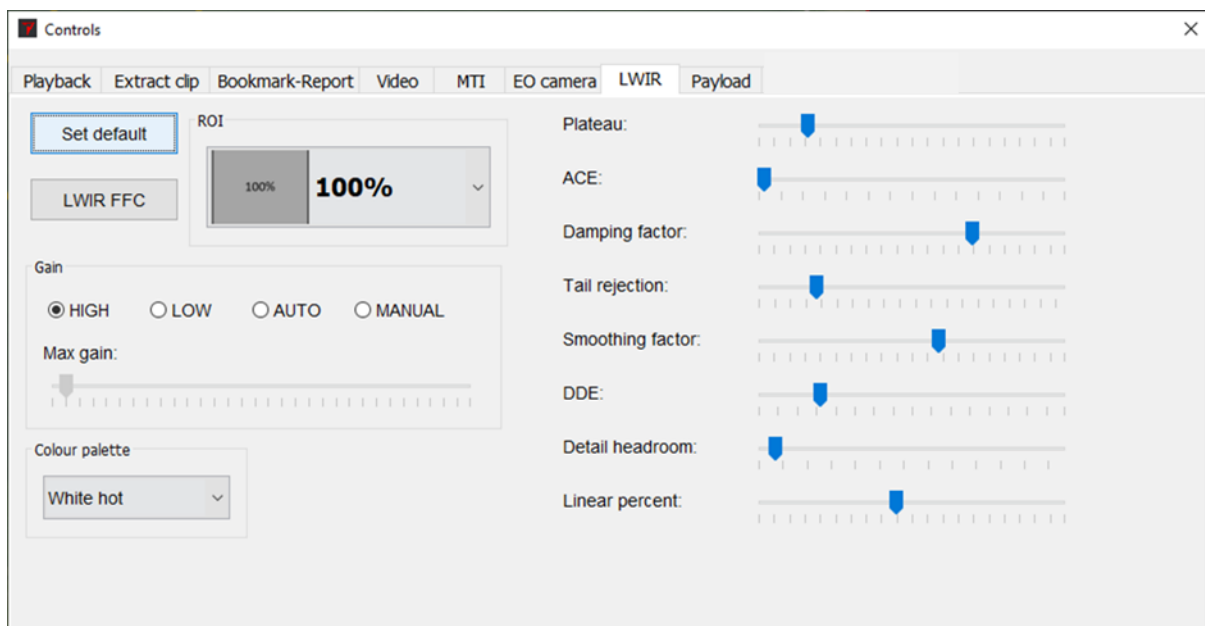 Controls
Playback Extract clip Bookmark-Report Video MTI EO camera LWIR Payload
Set default
LWIR FFC
ROI
100% 100%
Gain
HIGH LOW AUTO MANUAL
Max gain:
Colour palette
White hot
Plateau:
ACE:
Damping factor:
Tail rejection:
Smoothing factor:
DDE:
Detail headroom:
Linear percent: